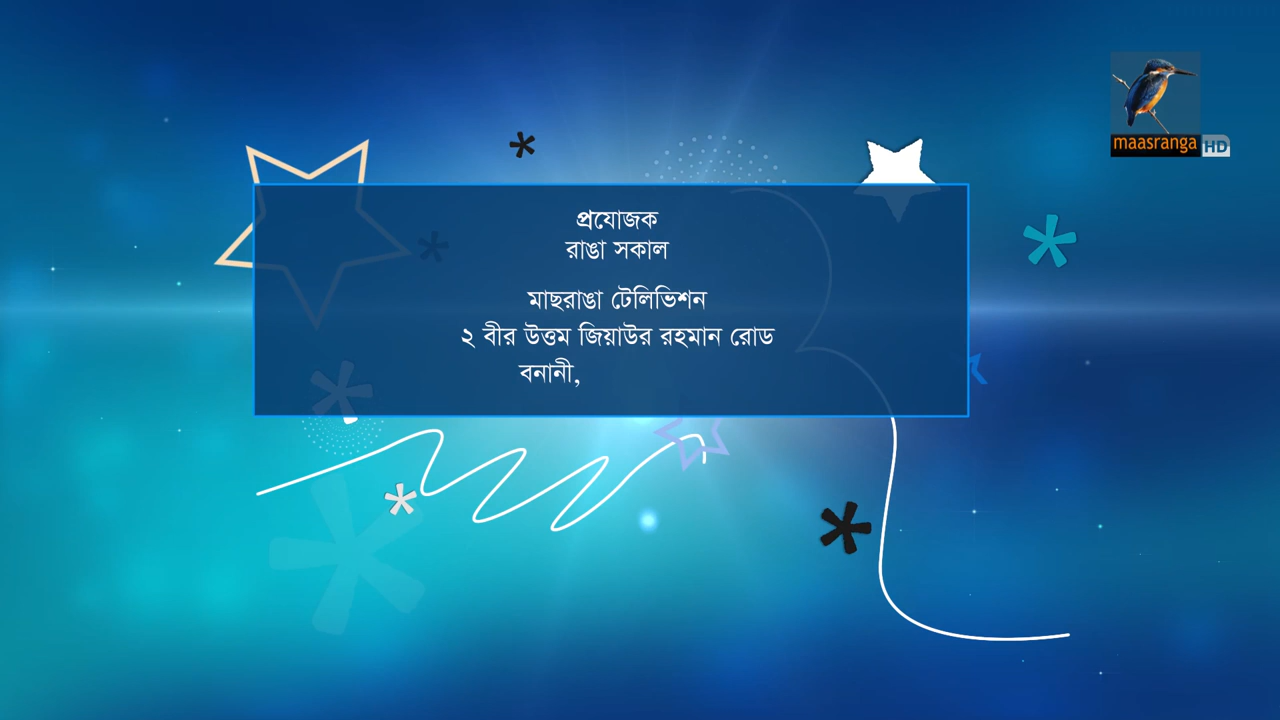 maasranga HD
প্রযোজক
রাঙা সকাল
মাছরাঙা টেলিভিশন
২ বীর উত্তম জিয়াউর রহমান রোড
বনানী,